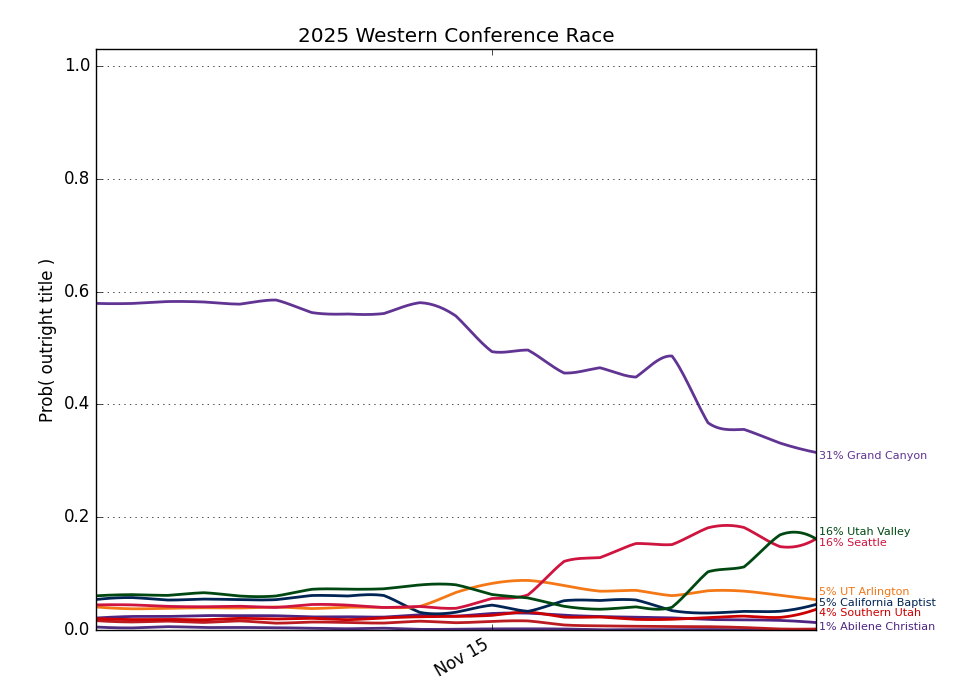 2025 Western Conference Race
Prob( outright title )
1.0
0.8
0.6
0.4
0.2
0.0
Nov 15
31% Grand Canyon
16% Utah Valley
16% Seattle
5% UT Arlington
5% California Baptist
4% Southern Utah
1% Abilene Christian